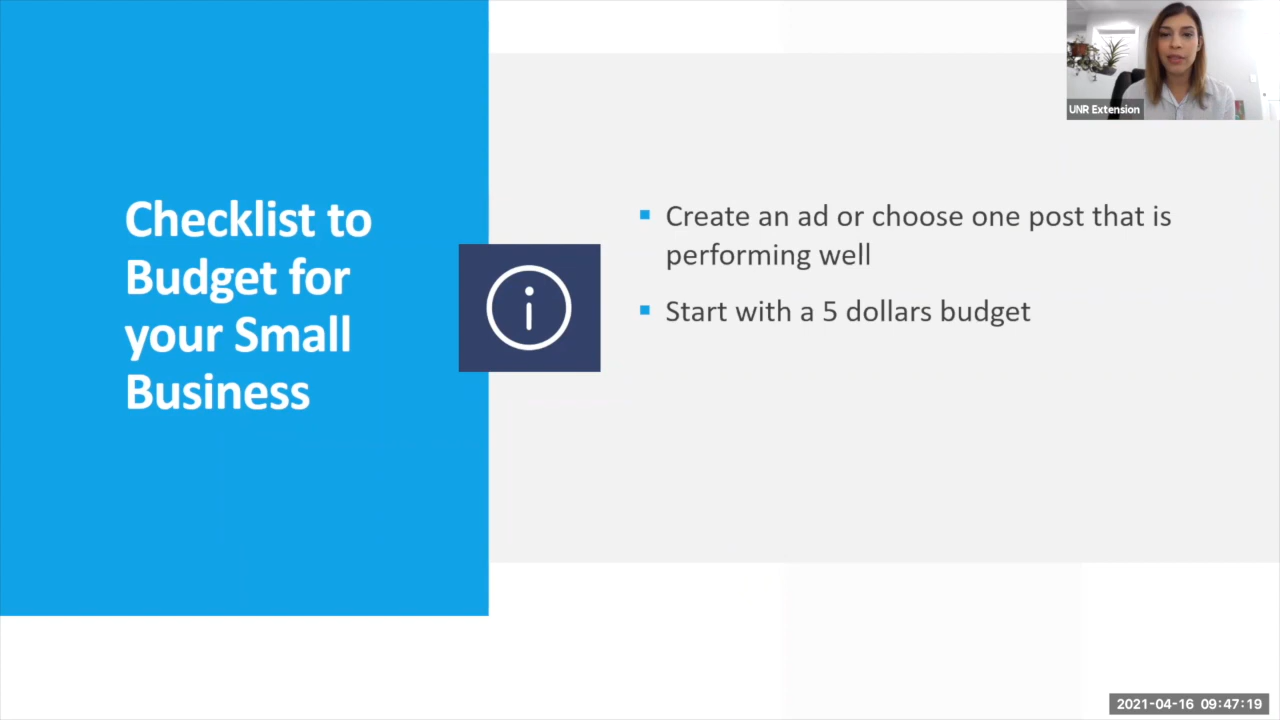 UNR Extension
Checklist to
Budget for
your Small
Business
Create an ad or choose one post that is
performing well
Start with a 5 dollars budget
2021-04-16 09:47:19